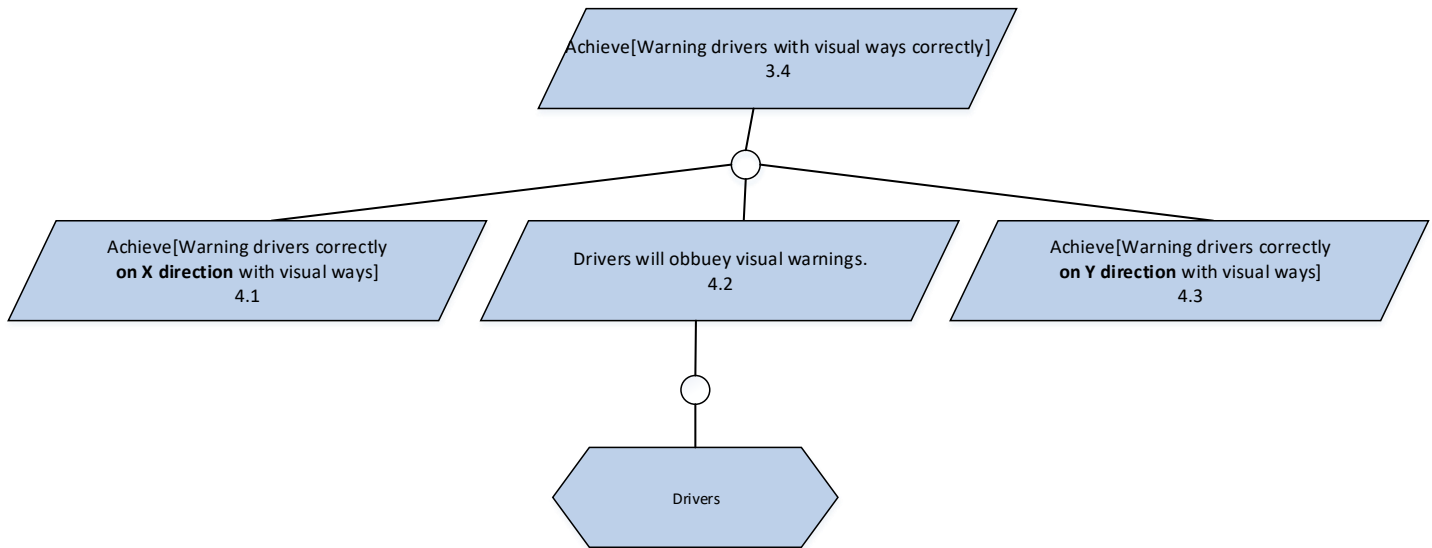 Achieve[Warning drivers with visual ways correctly]
3.4
Achieve[Warning drivers correctly
on X direction with visual ways]
4.1
Drivers will obbuey visual warnings.
4.2
Achieve[Warning drivers correctly
on Y direction with visual ways]
4.3
Drivers